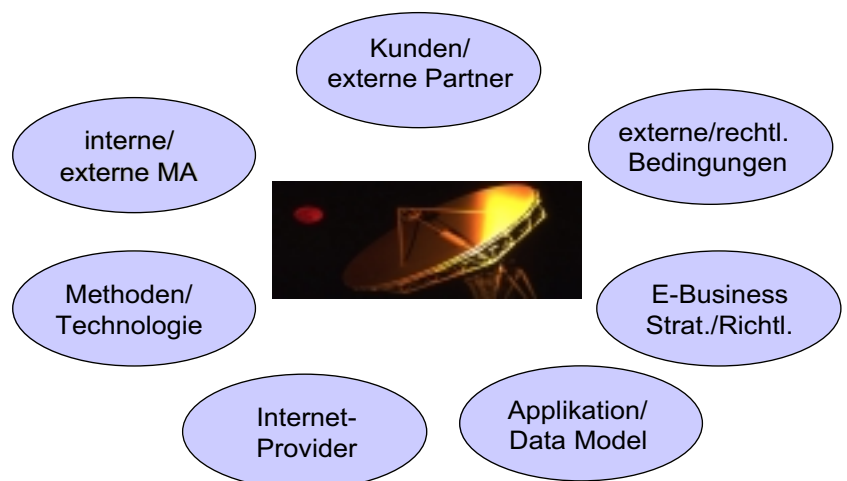 Kunden/
externe Partner
interne/
externe MA
externe/rechtl.
Bedingungen
Methoden/
Technologie
E-Business
Strat./Richtl.
Internet-
Provider
Applikation/
Data Model